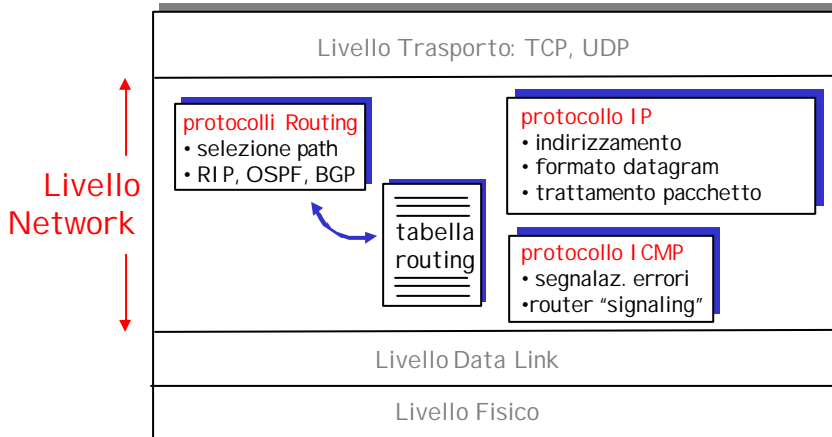 Livello Trasporto: TCP, UDP
protocolli Routing
• selezione path
• RIP, OSPF, BGP
protocollo IP
• indirizzamento
• formato datagram
• trattamento pacchetto
Livello
Network
tabella
routing
protocollo ICMP
• segnalaz. errori
•router “signaling”
Livello Data Link
Livello Fisico